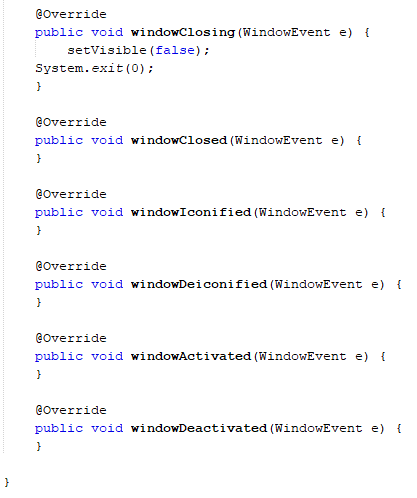 @Override
public void windowClosing(WindowEvent e) {
setVisible(false);
System.exit(0);
}
@Override
public void windowClosed(WindowEvent e) {
}
@Override
public void windowIconified(WindowEvent e) {
}
@Override
public void windowDeiconified(WindowEvent e) {
}
@Override
public void windowActivated(WindowEvent e) {
}
@Override
public void windowDeactivated(WindowEvent e) {
}
}